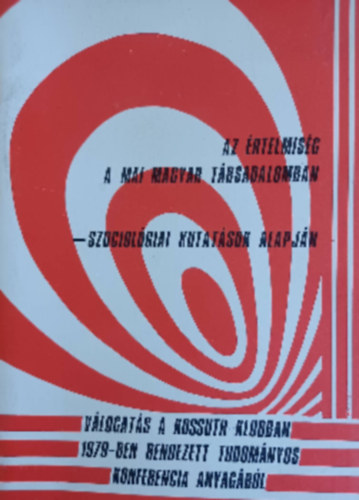 AZ ÉRTELMISÉG
A MAI MAGYAR TÁRSADALOMBAN
—SZOCIOLÓGIAI KUTATÁSOK ALAPJÁN
VÁLOGATÁS A KOSSUTH KLUBBAN
1979-BEN RENDEZETT TUDOMÁNYOS
KONFERENCIA ANYAGÁBÓL